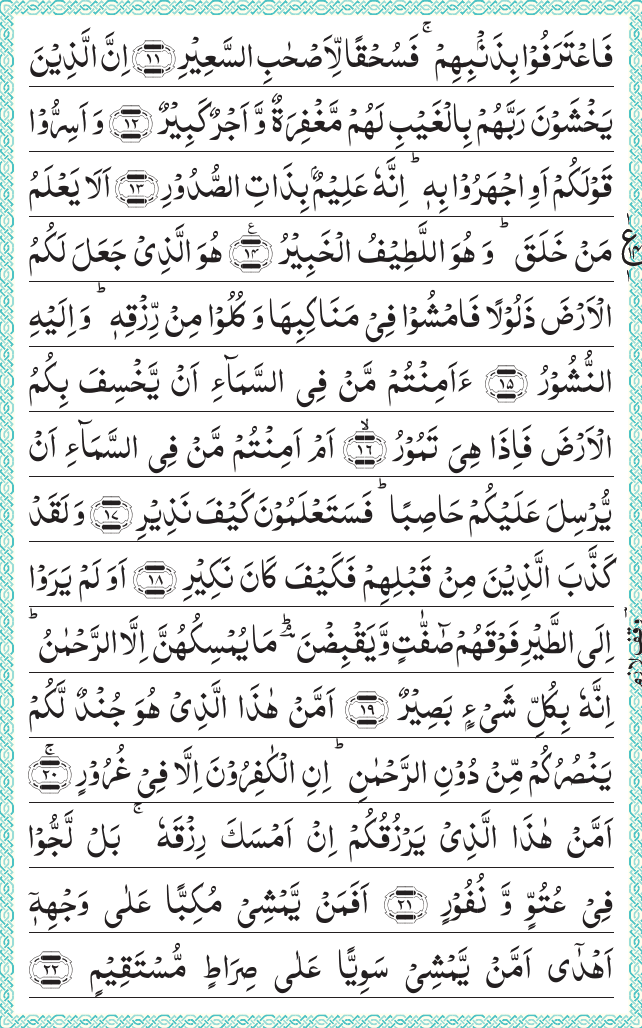 فَاعْتَرَفُوْا بِذَنْۢبِهِمْ ۚ فَسُحْقًا لِّاَصْحٰبِ السَّعِيْرِ ۝۱۱ اِنَّ الَّذِيْنَ
يَخْشَوْنَ رَبَّهُمْ بِالْغَيْبِ لَهُمْ مَّغْفِرَةٌ وَّ اَجْرٌ كَبِيْرٌ ۝۱۲ وَ اَسِرُّوْا
قَوْلَكُمْ اَوِ اجْهَرُوْا بِهٖ ؕ اِنَّهٗ عَلِيْمٌۢ بِذَاتِ الصُّدُوْرِ ۝۱۳ اَلَا يَعْلَمُ
مَنْ خَلَقَ ؕ وَ هُوَ اللَّطِيْفُ الْخَبِيْرُ ۝۱۴ هُوَ الَّذِيْ جَعَلَ لَكُمُ
الْاَرْضَ ذَلُوْلًا فَامْشُوْا فِيْ مَنَاكِبِهَا وَ كُلُوْا مِنْ رِّزْقِهٖ ؕ وَ اِلَيْهِ
النُّشُوْرُ ۝۱۵ ءَاَمِنْتُمْ مَّنْ فِي السَّمَآءِ اَنْ يَّخْسِفَ بِكُمُ
الْاَرْضَ فَاِذَا هِيَ تَمُوْرُ ۙ۝۱۶ اَمْ اَمِنْتُمْ مَّنْ فِي السَّمَآءِ اَنْ
يُّرْسِلَ عَلَيْكُمْ حَاصِبًا ؕ فَسَتَعْلَمُوْنَ كَيْفَ نَذِيْرِ ۝۱۷ وَ لَقَدْ
كَذَّبَ الَّذِيْنَ مِنْ قَبْلِهِمْ فَكَيْفَ كَانَ نَكِيْرِ ۝۱۸ اَوَ لَمْ يَرَوْا
اِلَى الطَّيْرِ فَوْقَهُمْ صٰٓفّٰتٍ وَّ يَقْبِضْنَ ؔۘؕ مَا يُمْسِكُهُنَّ اِلَّا الرَّحْمٰنُ ؕ
اِنَّهٗ بِكُلِّ شَيْءٍۭ بَصِيْرٌ ۝۱۹ اَمَّنْ هٰذَا الَّذِيْ هُوَ جُنْدٌ لَّكُمْ
يَنْصُرُكُمْ مِّنْ دُوْنِ الرَّحْمٰنِ ؕ اِنِ الْكٰفِرُوْنَ اِلَّا فِيْ غُرُوْرٍ ۚ۝۲۰
اَمَّنْ هٰذَا الَّذِيْ يَرْزُقُكُمْ اِنْ اَمْسَكَ رِزْقَهٗ ۚ بَلْ لَّجُّوْا
فِيْ عُتُوٍّ وَّ نُفُوْرٍ ۝۲۱ اَفَمَنْ يَّمْشِيْ مُكِبًّا عَلٰى وَجْهِهٖۤ
اَهْدٰۤى اَمَّنْ يَّمْشِيْ سَوِيًّا عَلٰى صِرَاطٍ مُّسْتَقِيْمٍ ۝۲۲